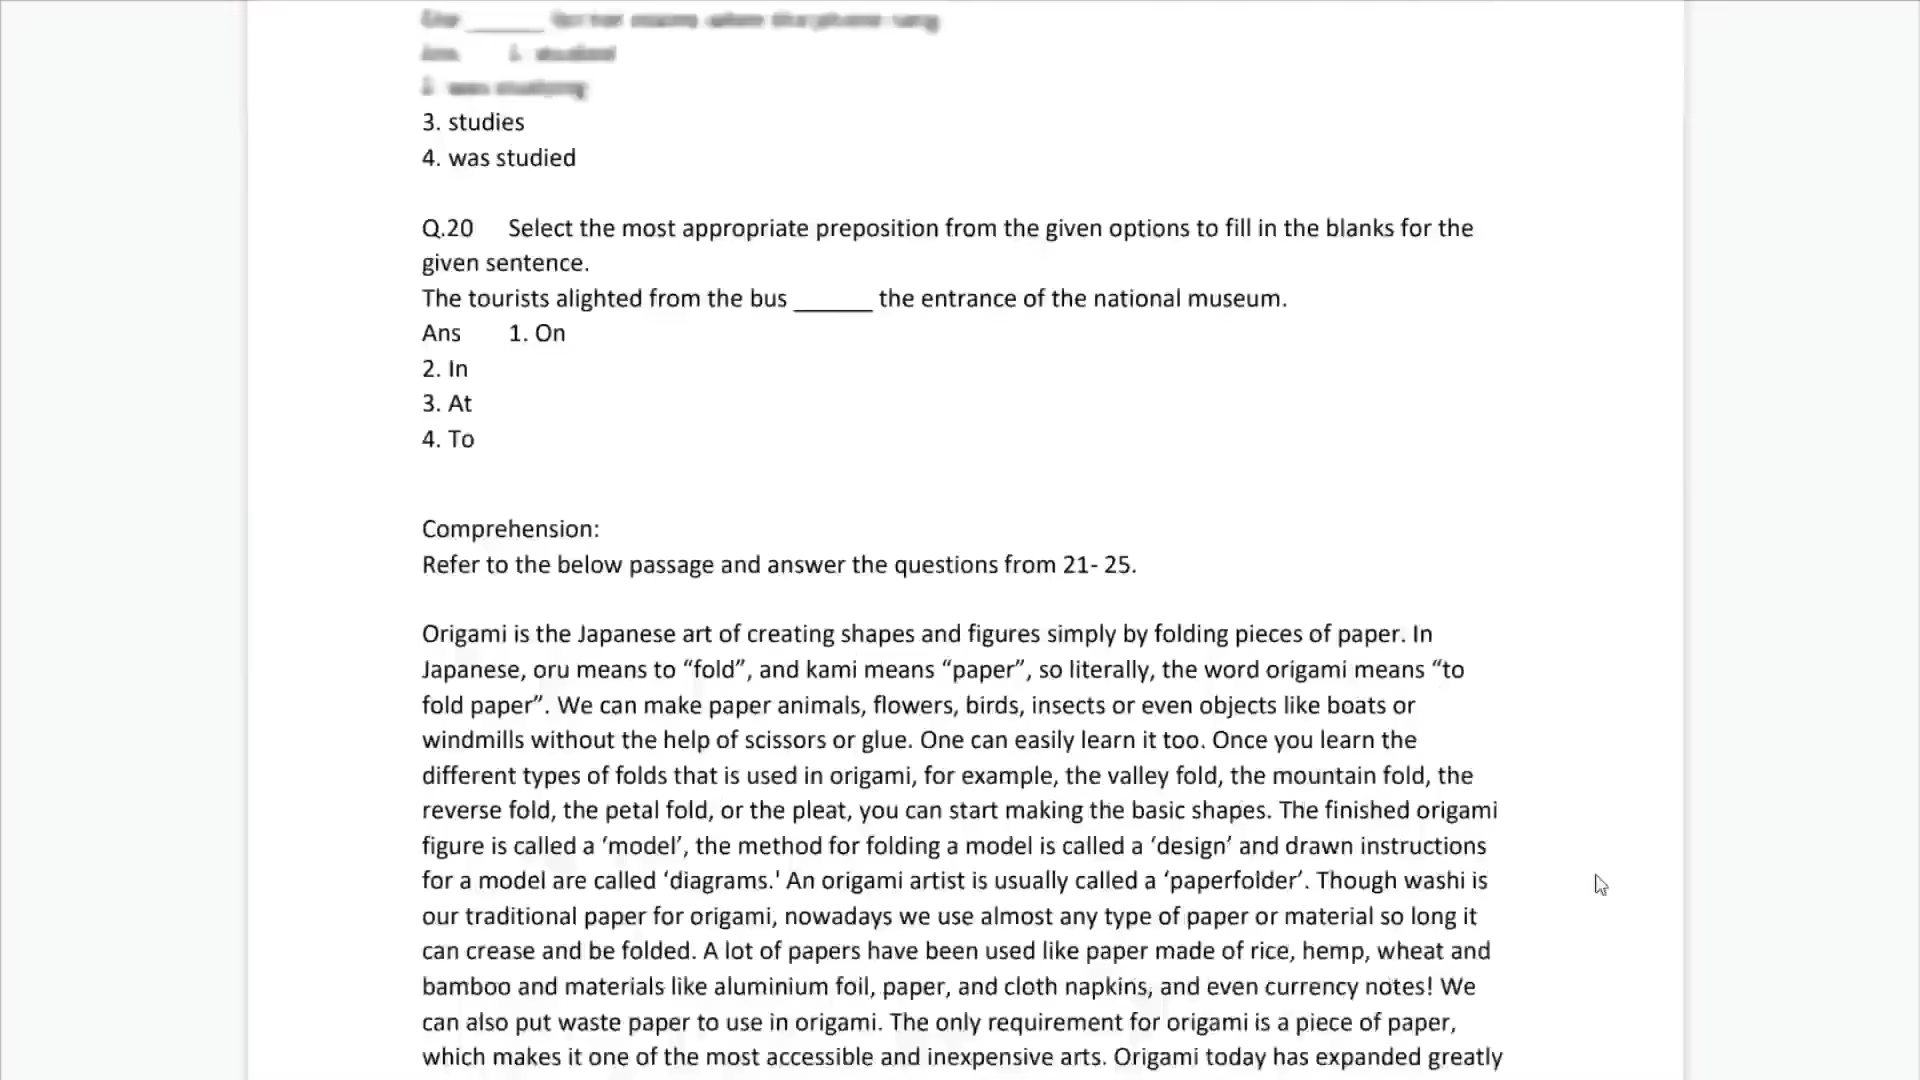 3. studies
4. was studied
Q.20 Select the most appropriate preposition from the given options to fill in the blanks for the
given sentence.
The tourists alighted from the bus ______ the entrance of the national museum.
Ans 1. On
2. In
3. At
4. To
Comprehension:
Refer to the below passage and answer the questions from 21- 25.
Origami is the Japanese art of creating shapes and figures simply by folding pieces of paper. In
Japanese, oru means to “fold”, and kami means “paper”, so literally, the word origami means “to
fold paper”. We can make paper animals, flowers, birds, insects or even objects like boats or
windmills without the help of scissors or glue. One can easily learn it too. Once you learn the
different types of folds that is used in origami, for example, the valley fold, the mountain fold, the
reverse fold, the petal fold, or the pleat, you can start making the basic shapes. The finished origami
figure is called a ‘model’, the method for folding a model is called a ‘design’ and drawn instructions
for a model are called ‘diagrams.' An origami artist is usually called a ‘paperfolder’. Though washi is
our traditional paper for origami, nowadays we use almost any type of paper or material so long it
can crease and be folded. A lot of papers have been used like paper made of rice, hemp, wheat and
bamboo and materials like aluminium foil, paper, and cloth napkins, and even currency notes! We
can also put waste paper to use in origami. The only requirement for origami is a piece of paper,
which makes it one of the most accessible and inexpensive arts. Origami today has expanded greatly